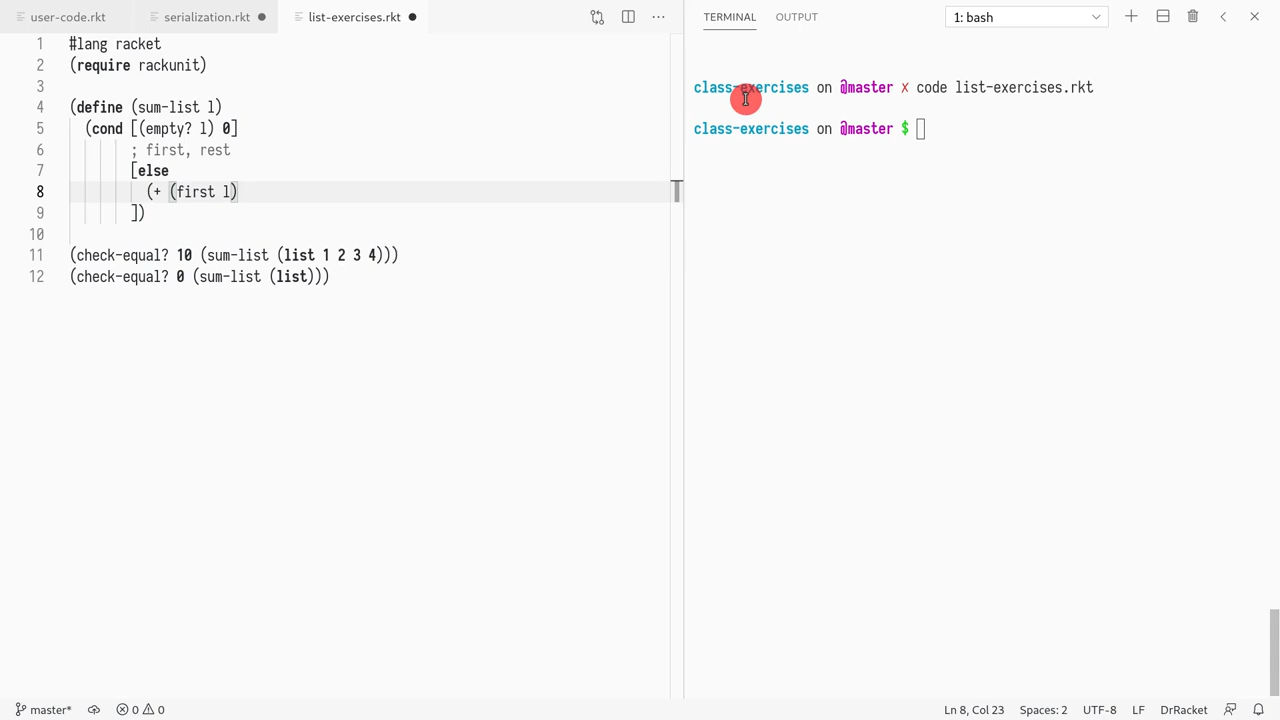 user-code.rkt serialization.rkt list-exercises.rkt
TERMINAL OUTPUT 1: bash
1 #lang racket
2 (require rackunit)
3
4 (define (sum-list l)
5 (cond [(empty? l) 0]
6 ; first, rest
7 [else
8 (+ (first l)
9 ])
10
11 (check-equal? 10 (sum-list (list 1 2 3 4)))
12 (check-equal? 0 (sum-list (list)))
class-exercises on @master x code list-exercises.rkt
class-exercises on @master $
master* 0 0 Ln 8, Col 23 Spaces: 2 UTF-8 LF DrRacket